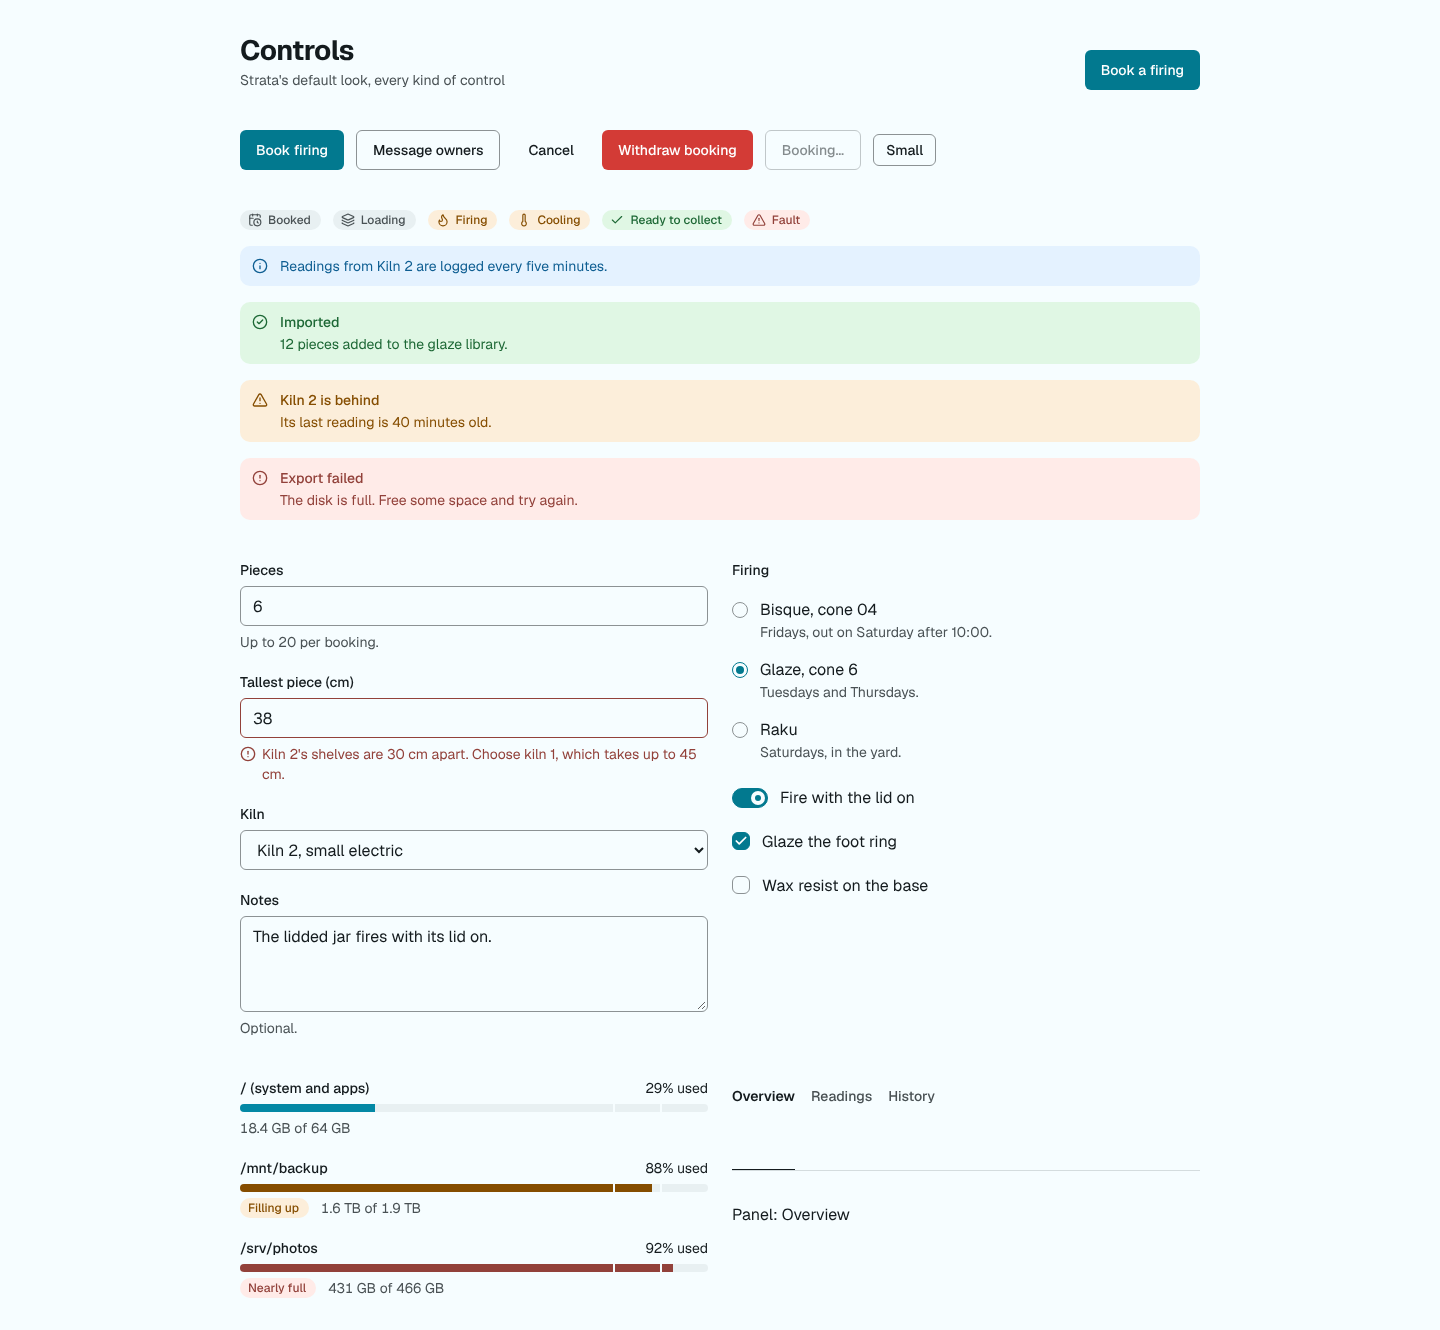 Controls
Strata's default look, every kind of control
Book a firing
Book firing
Message owners
Cancel
Withdraw booking
Booking…
Small
Booked
Loading
Firing
Cooling
Ready to collect
Fault
Readings from Kiln 2 are logged every five minutes.
Imported
12 pieces added to the glaze library.
Kiln 2 is behind
Its last reading is 40 minutes old.
Export failed
The disk is full. Free some space and try again.
Pieces
6
Up to 20 per booking.
Tallest piece (cm)
38
Kiln 2's shelves are 30 cm apart. Choose kiln 1, which takes up to 45
cm.
Kiln
Kiln 2, small electric
Notes
The lidded jar fires with its lid on.
Optional.
Firing
Bisque, cone 04
Fridays, out on Saturday after 10:00.
Glaze, cone 6
Tuesdays and Thursdays.
Raku
Saturdays, in the yard.
Fire with the lid on
Glaze the foot ring
Wax resist on the base
/ (system and apps)
29% used
18.4 GB of 64 GB
/mnt/backup
88% used
Filling up
1.6 TB of 1.9 TB
/srv/photos
92% used
Nearly full
431 GB of 466 GB
Overview
Readings
History
Panel: Overview